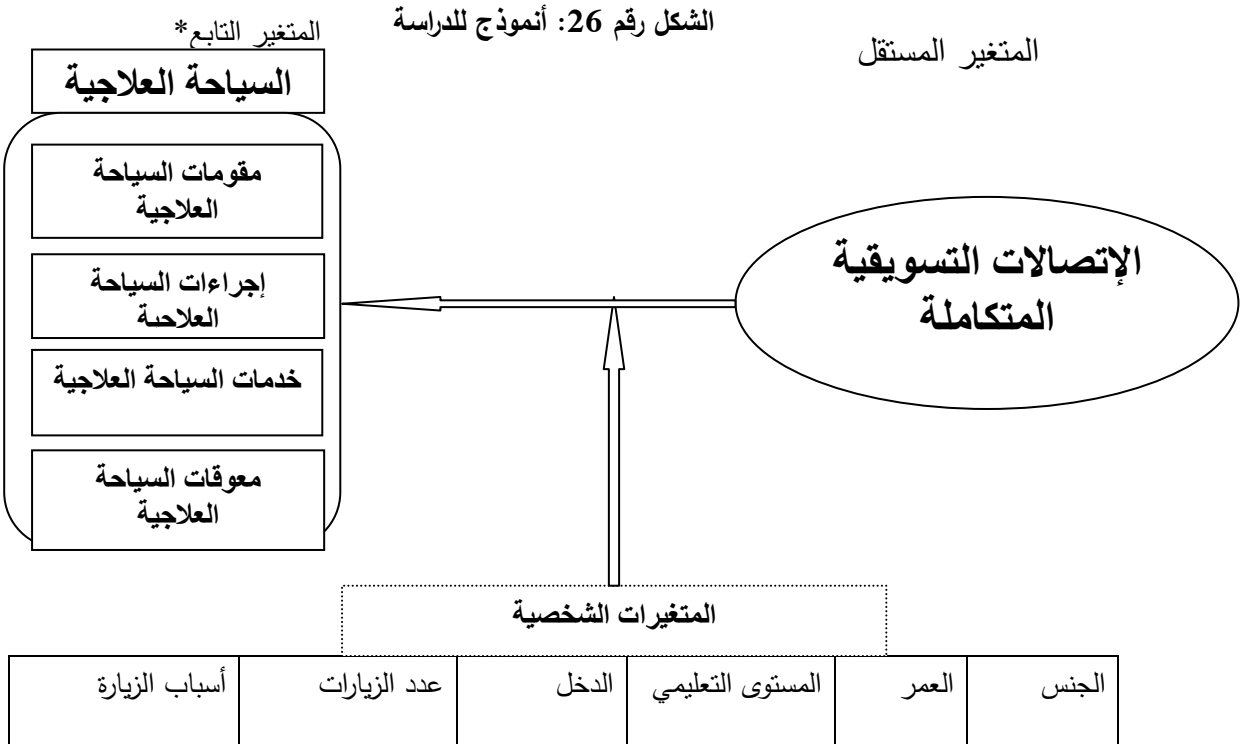 الشكل رقم 26: أنموذج للدراسة
المتغير المستقل
المتغير التابع*
السياحة العلاجية
مقومات السياحة
العلاجية
إجراءات السياحة
العلاجية
خدمات السياحة العلاجية
معوقات السياحة
العلاجية
الإتصالات التسويقية
المتكاملة
المتغيرات الشخصية
الجنس
العمر
المستوى التعليمي
الدخل
عدد الزيارات
أسباب الزيارة